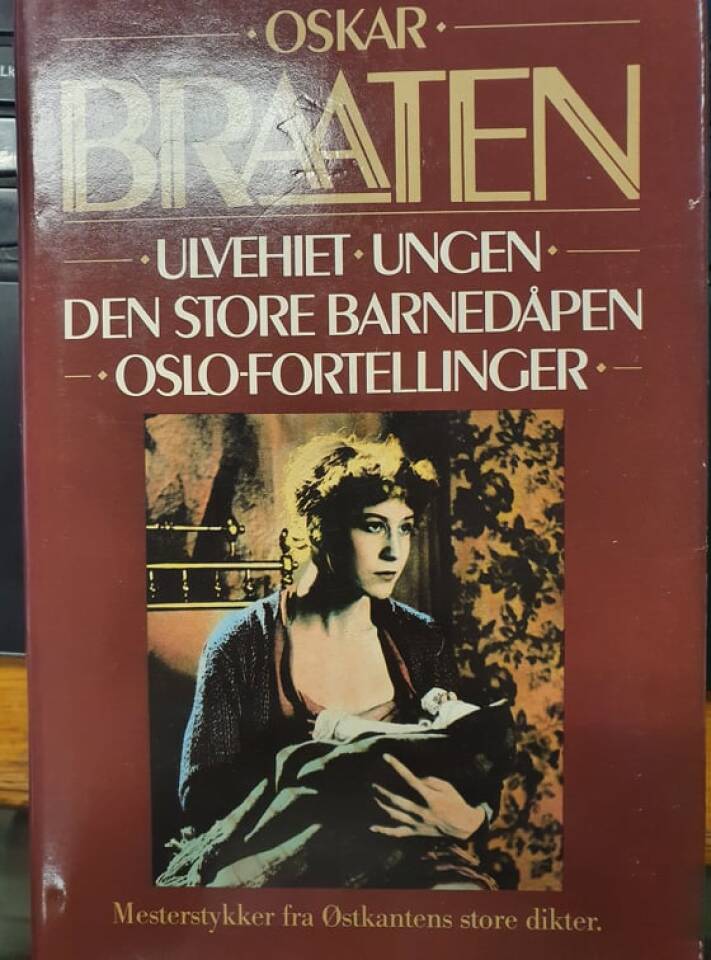 OSKAR
BRAATEN
ULVEHIET · UNGEN
DEN STORE BARNEDÅPEN
OSLO-FORTELLINGER
Mesterstykker fra Østkantens store dikter.